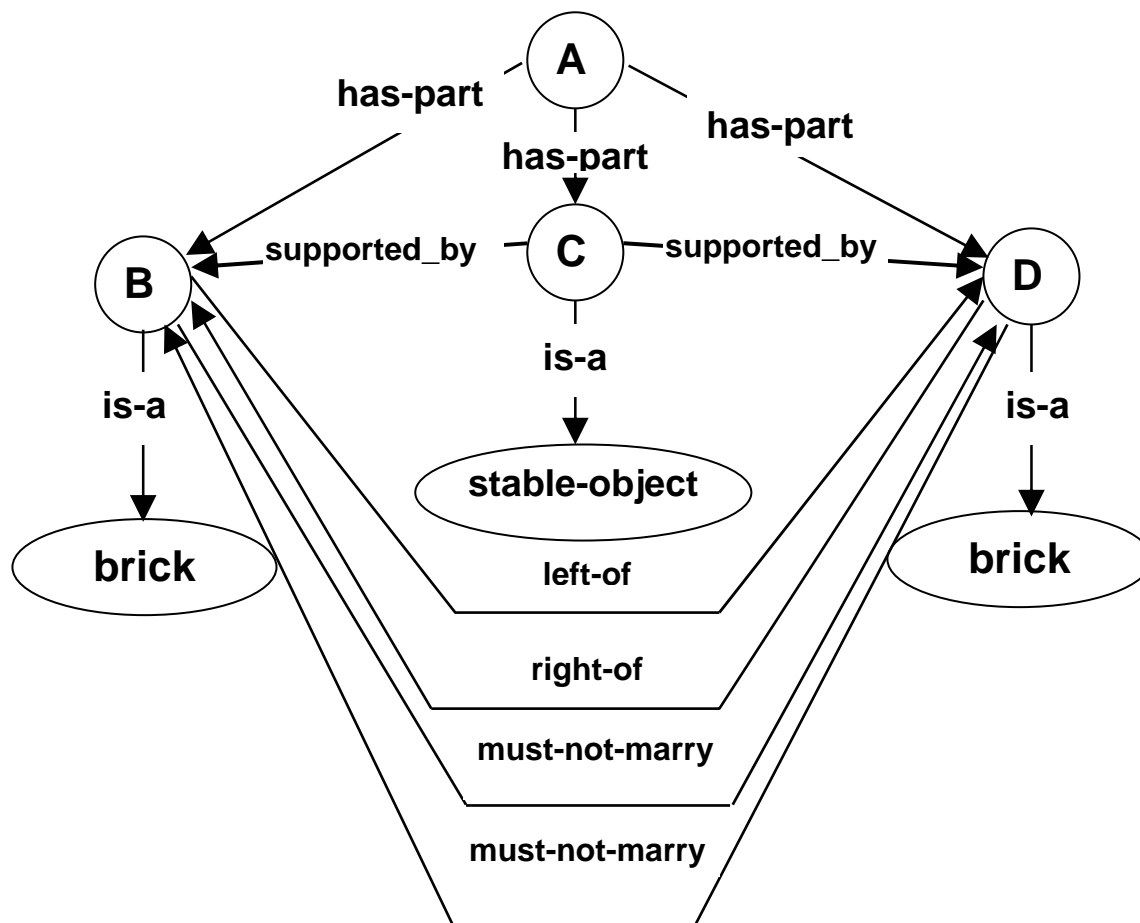 A
has-part
has-part
has-part
B
supported_by
C
supported_by
D
is-a
is-a
is-a
brick
stable-object
brick
left-of
right-of
must-not-marry
must-not-marry